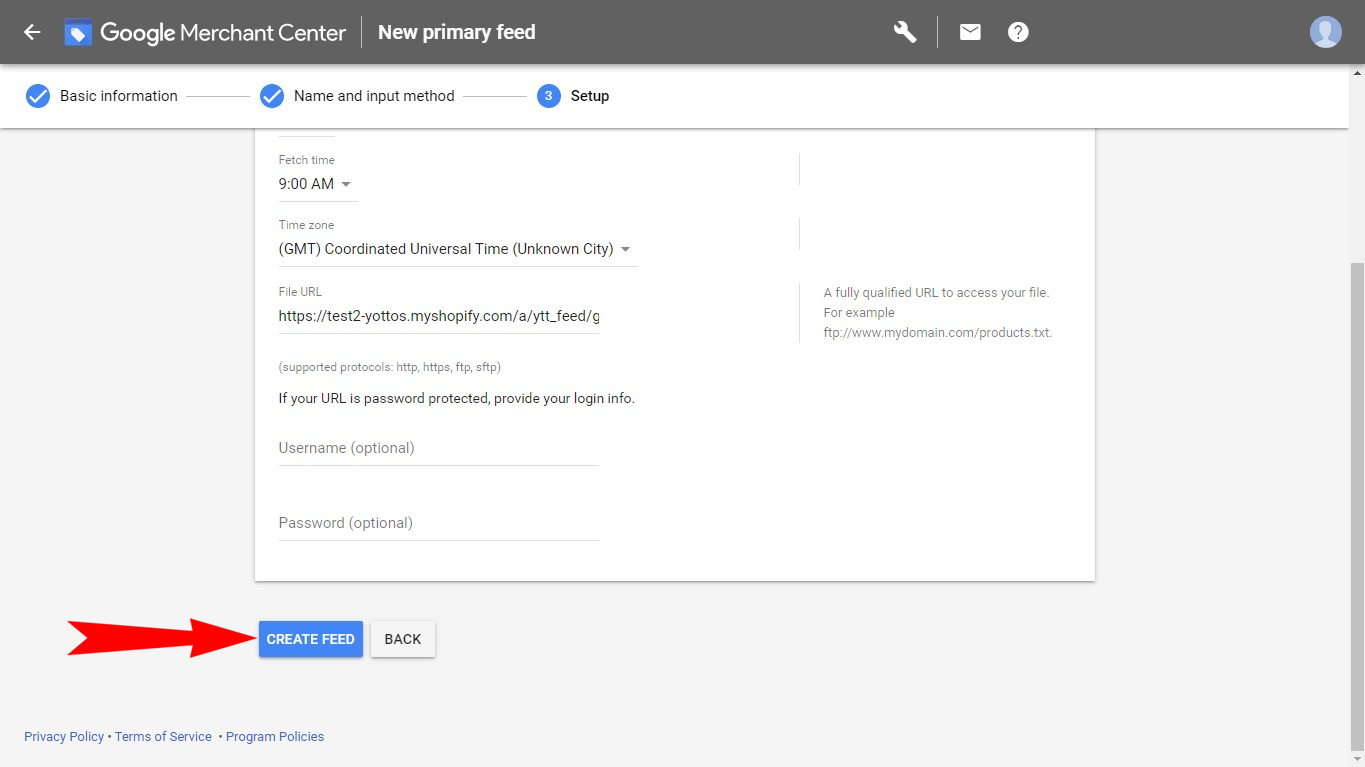 Google Merchant Center New primary feed
Basic information Name and input method 3 Setup
Fetch time
9:00 AM
Time zone
(GMT) Coordinated Universal Time (Unknown City)
File URL
https://test2-yottos.myshopify.com/a/ytt_feed/g
A fully qualified URL to access your file.
For example
ftp://www.mydomain.com/products.txt.
(supported protocols: http, https, ftp, sftp)
If your URL is password protected, provide your login info.
Username (optional)
Password (optional)
CREATE FEED BACK
Privacy Policy • Terms of Service • Program Policies